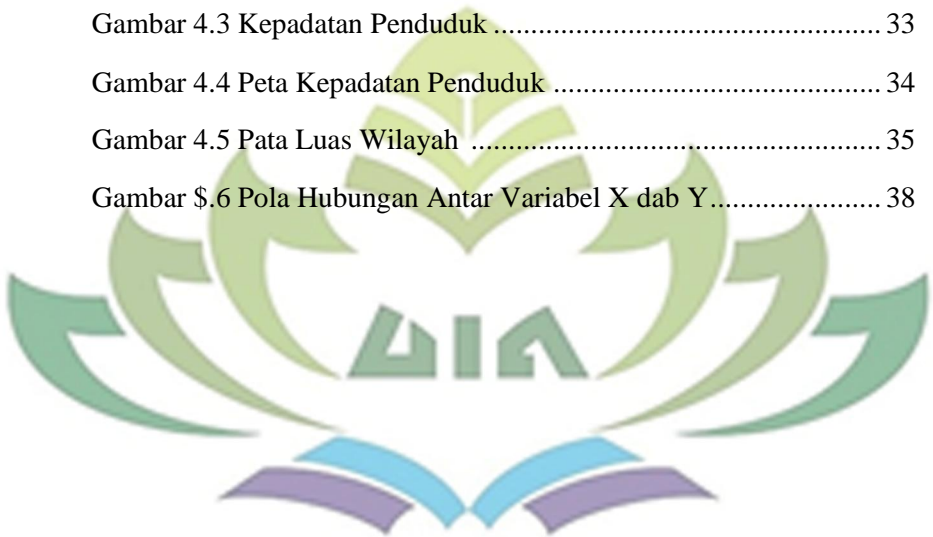 Gambar 4.3 Kepadatan Penduduk ................................................... 33
Gambar 4.4 Peta Kepadatan Penduduk ........................................... 34
Gambar 4.5 Pata Luas Wilayah ...................................................... 35
Gambar $.6 Pola Hubungan Antar Variabel X dab Y...................... 38
UIN